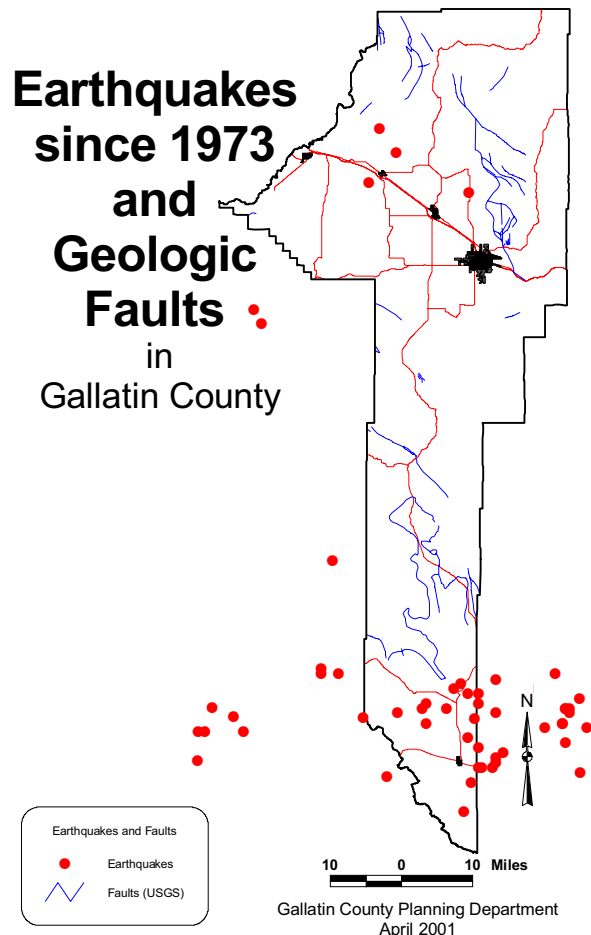 Earthquakes
since 1973
and
Geologic
Faults
in
Gallatin County
N
Earthquakes and Faults
Earthquakes
Faults (USGS)
10 0 10 Miles
Gallatin County Planning Department
April 2001